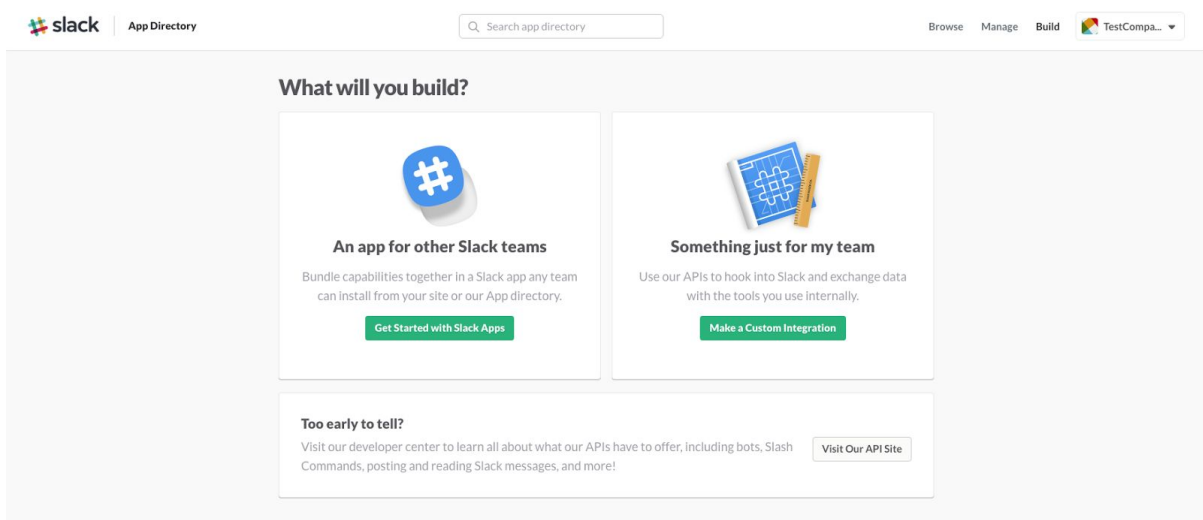 slack
App Directory
Search app directory
Browse
Manage
Build
TestCompa...
What will you build?
An app for other Slack teams
Bundle capabilities together in a Slack app any team
can install from your site or our App directory.
Get Started with Slack Apps
Something just for my team
Use our APIs to hook into Slack and exchange data
with the tools you use internally.
Make a Custom Integration
Too early to tell?
Visit our developer center to learn all about what our APIs have to offer, including bots, Slash
Commands, posting and reading Slack messages, and more!
Visit Our API Site